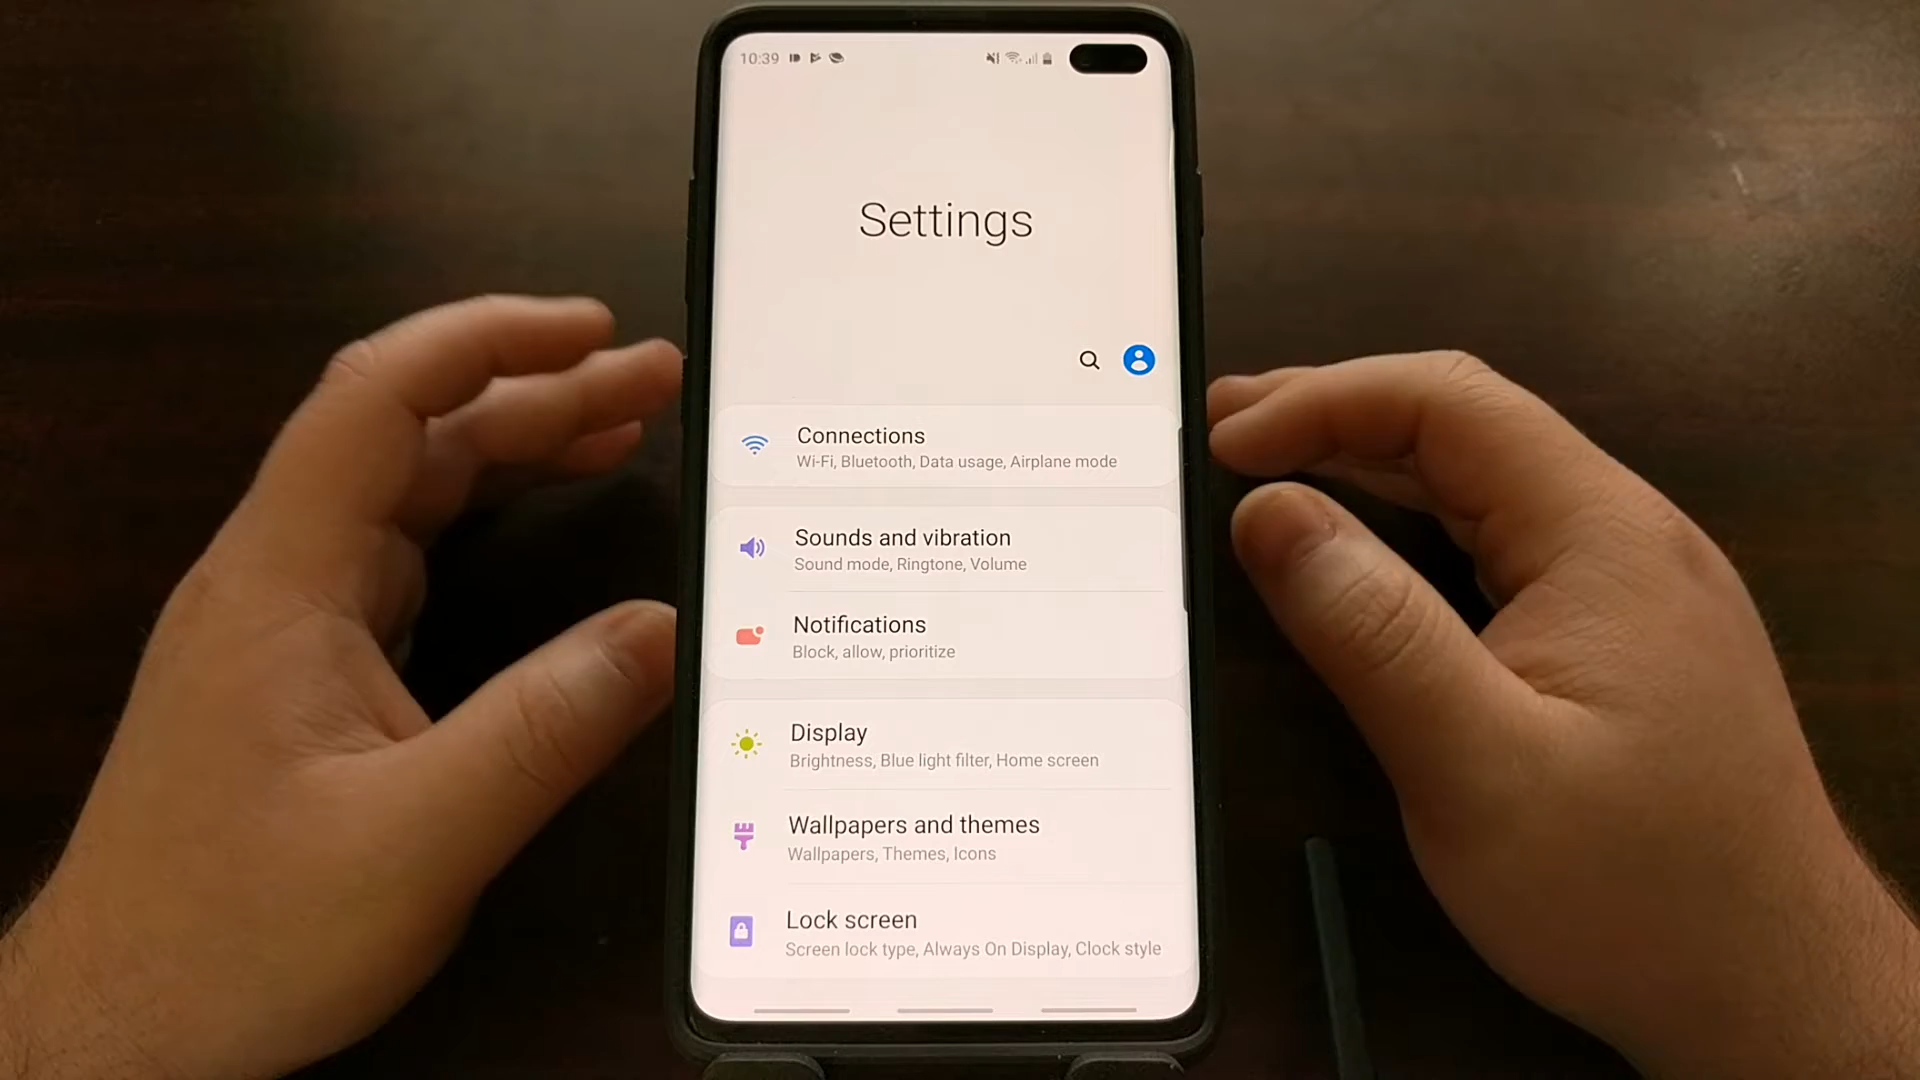 10:39
Settings
Connections
Wi-Fi, Bluetooth, Data usage, Airplane mode
Sounds and vibration
Sound mode, Ringtone, Volume
Notifications
Block, allow, prioritize
Display
Brightness, Blue light filter, Home screen
Wallpapers and themes
Wallpapers, Themes, Icons
Lock screen
Screen lock type, Always On Display, Clock style